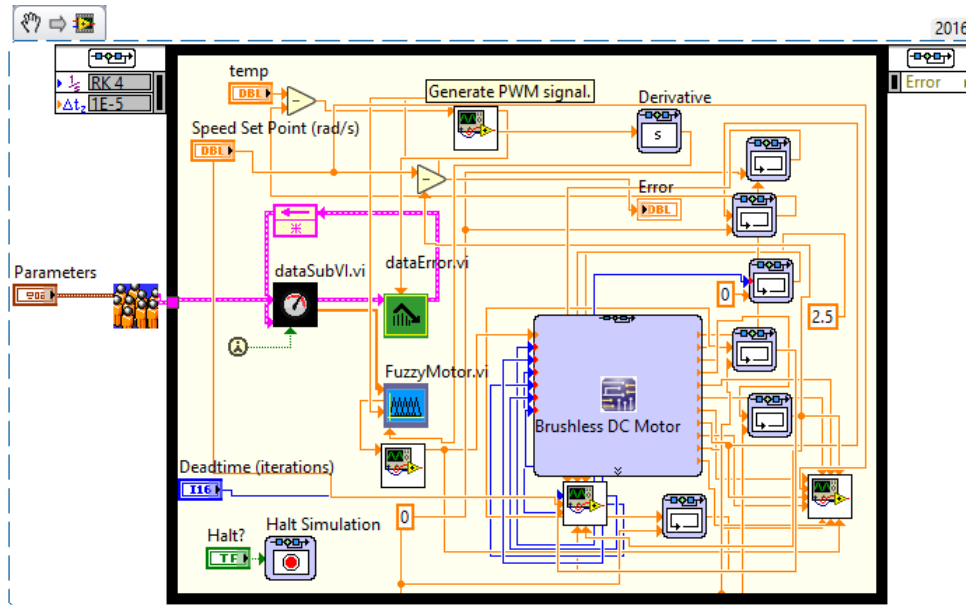 2016
RK 4
1E-5
Error
temp
DBL
Generate PWM signal.
Derivative
s
Speed Set Point (rad/s)
DBL
Error
DBL
Parameters
dataSubVI.vi
dataError.vi
0
2.5
FuzzyMotor.vi
Brushless DC Motor
Deadtime (iterations)
I16
0
Halt?
TF
Halt Simulation